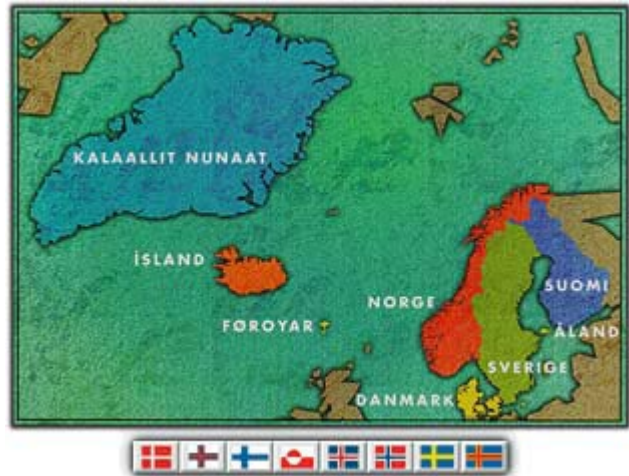 KALAALLIT NUNAAT
ÍSLAND
FØROYAR
NORGE
SUOMI
ÅLAND
SVERIGE
DANMARK